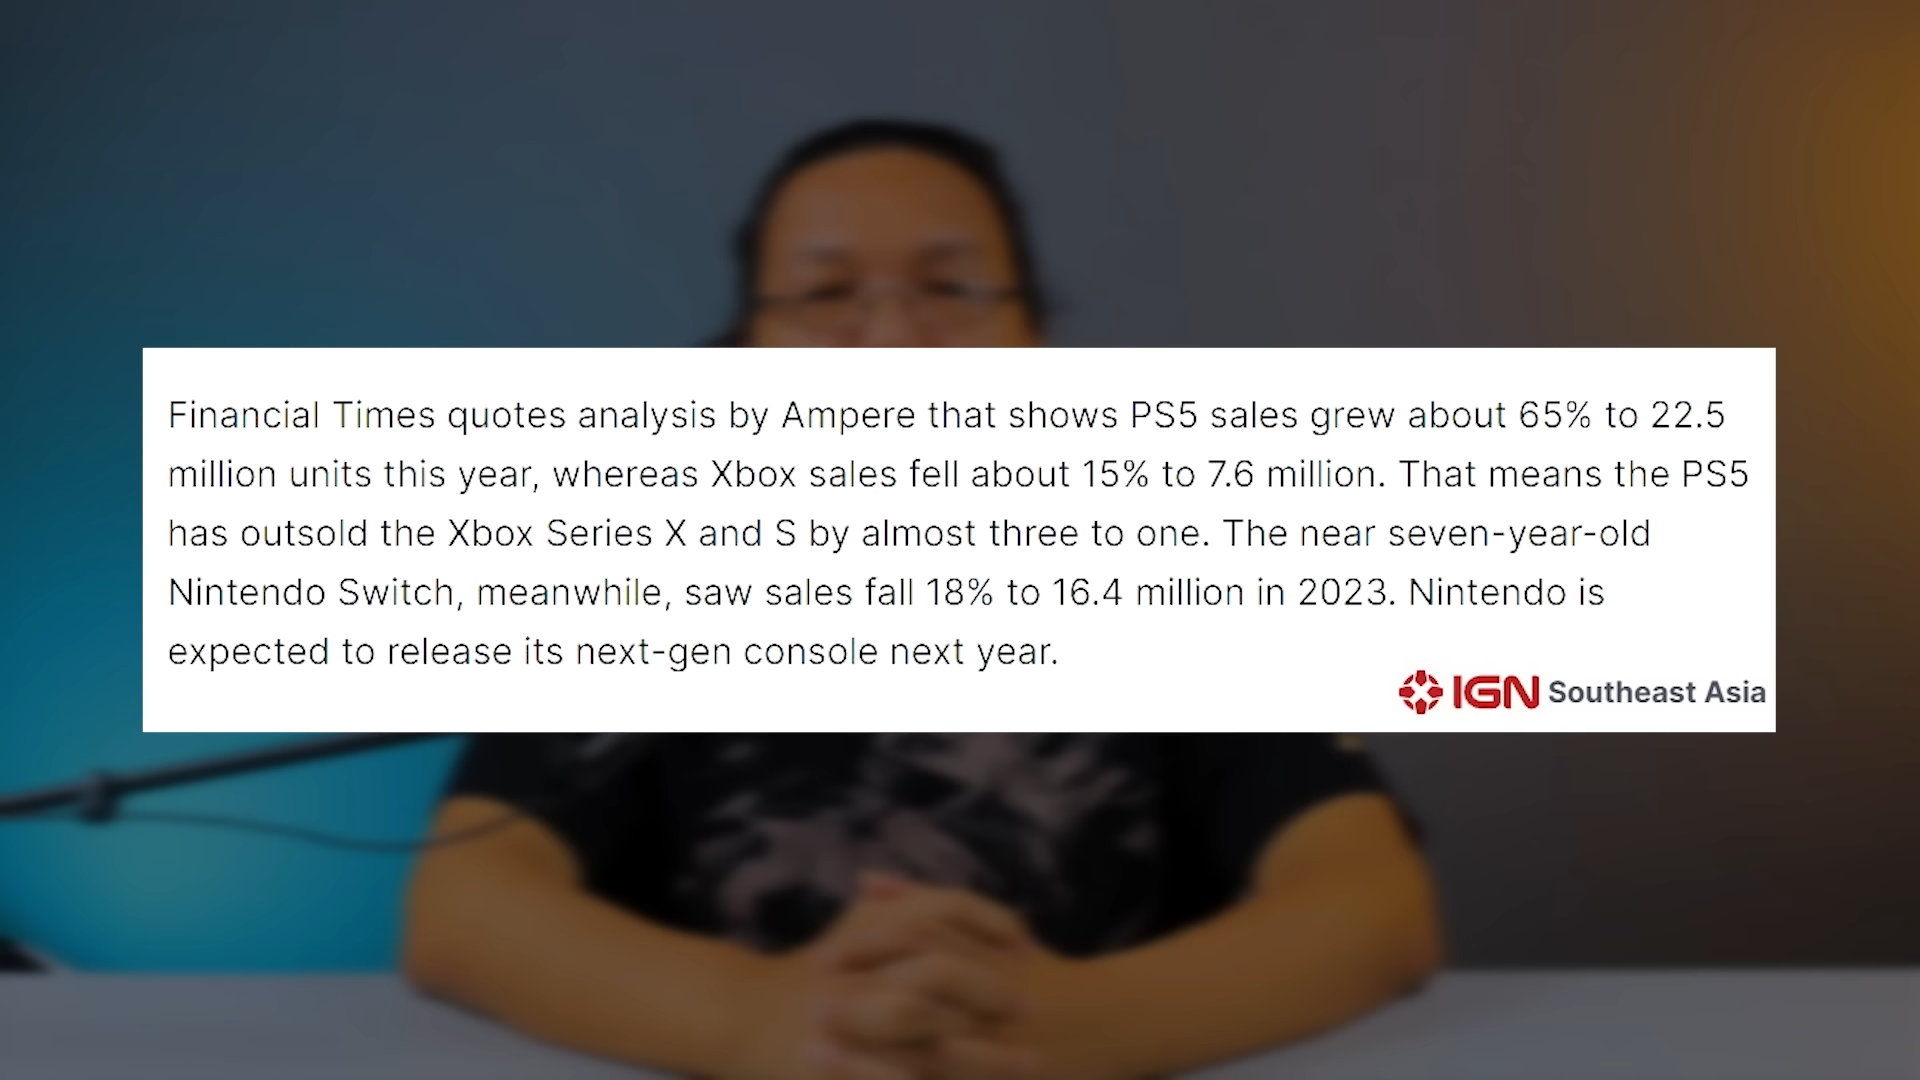 Financial Times quotes analysis by Ampere that shows PS5 sales grew about 65% to 22.5
million units this year, whereas Xbox sales fell about 15% to 7.6 million. That means the PS5
has outsold the Xbox Series X and S by almost three to one. The near seven-year-old
Nintendo Switch, meanwhile, saw sales fall 18% to 16.4 million in 2023. Nintendo is
expected to release its next-gen console next year.
IGN Southeast Asia